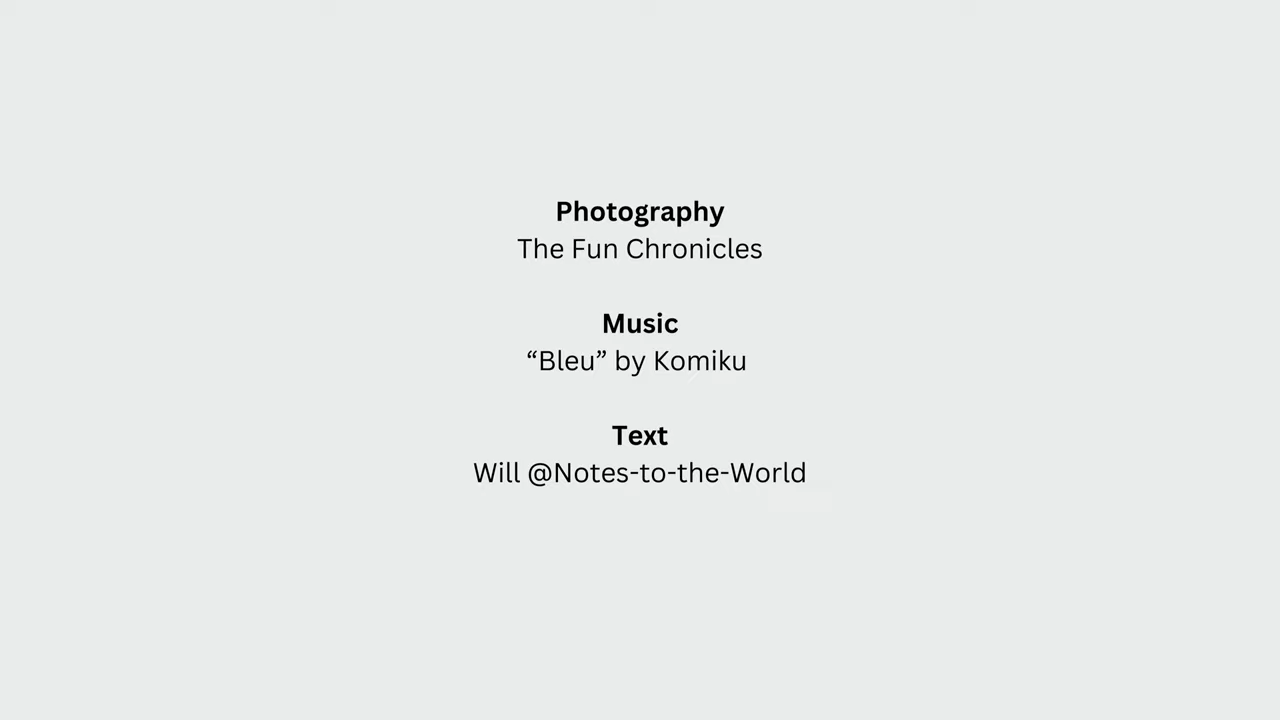 Photography
The Fun Chronicles
Music
“Bleu” by Komiku
Text
Will @Notes-to-the-World